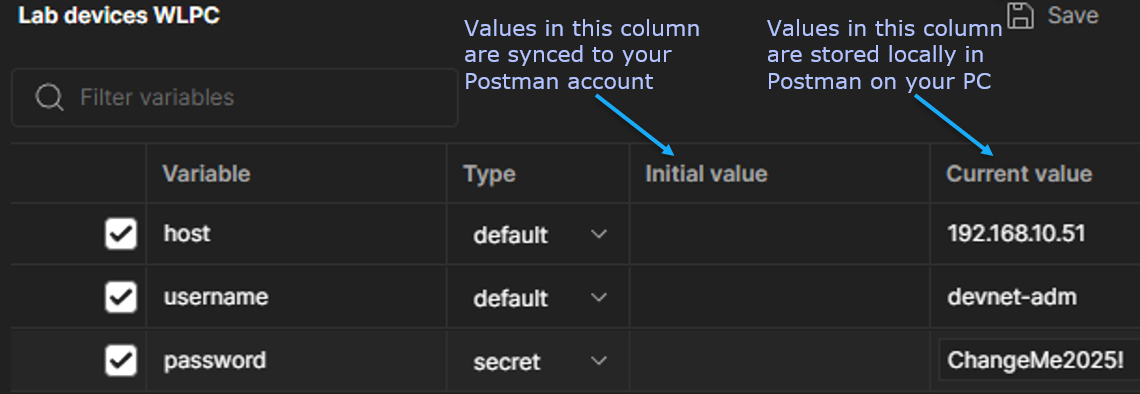 Lab devices WLPC
Save
Values in this column
are synced to your
Postman account
Values in this column
are stored locally in
Postman on your PC
Filter variables
Variable Type Initial value Current value
host default 192.168.10.51
username default devnet-adm
password secret ChangeMe2025!